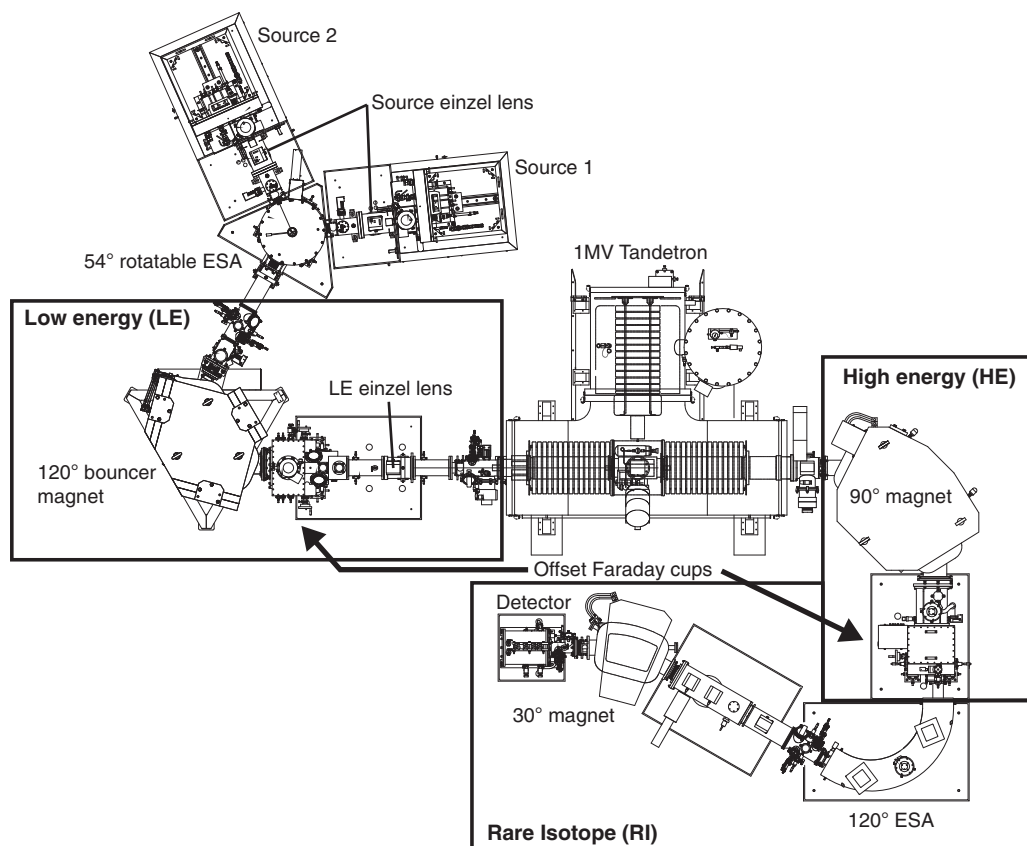 Source 2
Source einzel lens
Source 1
54° rotatable ESA
1MV Tandetron
Low energy (LE)
LE einzel lens
High energy (HE)
120° bouncer
magnet
90° magnet
Offset Faraday cups
Detector
30° magnet
120° ESA
Rare Isotope (RI)